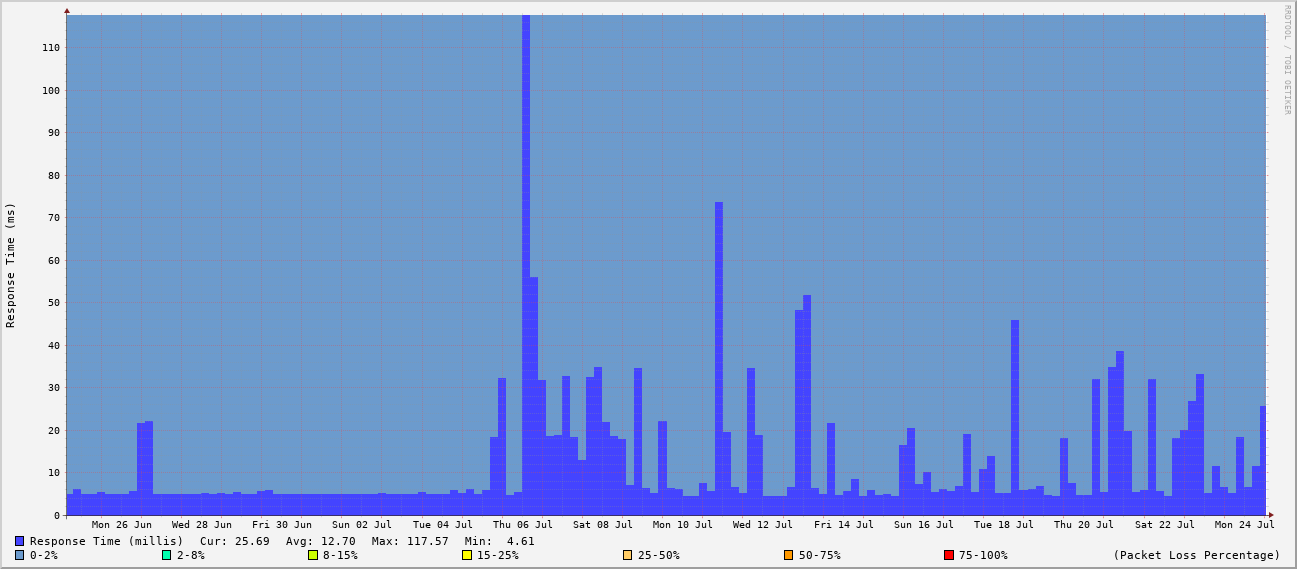 RRDTOOL / TOBI OETIKER
Response Time (ms)
110
100
90
80
70
60
50
40
30
20
10
0
Mon 26 Jun Wed 28 Jun Fri 30 Jun Sun 02 Jul Tue 04 Jul Thu 06 Jul Sat 08 Jul Mon 10 Jul Wed 12 Jul Fri 14 Jul Sun 16 Jul Tue 18 Jul Thu 20 Jul Sat 22 Jul Mon 24 Jul
Response Time (millis) Cur: 25.69 Avg: 12.70 Max: 117.57 Min: 4.61
0-2% 2-8% 8-15% 15-25% 25-50% 50-75% 75-100% (Packet Loss Percentage)